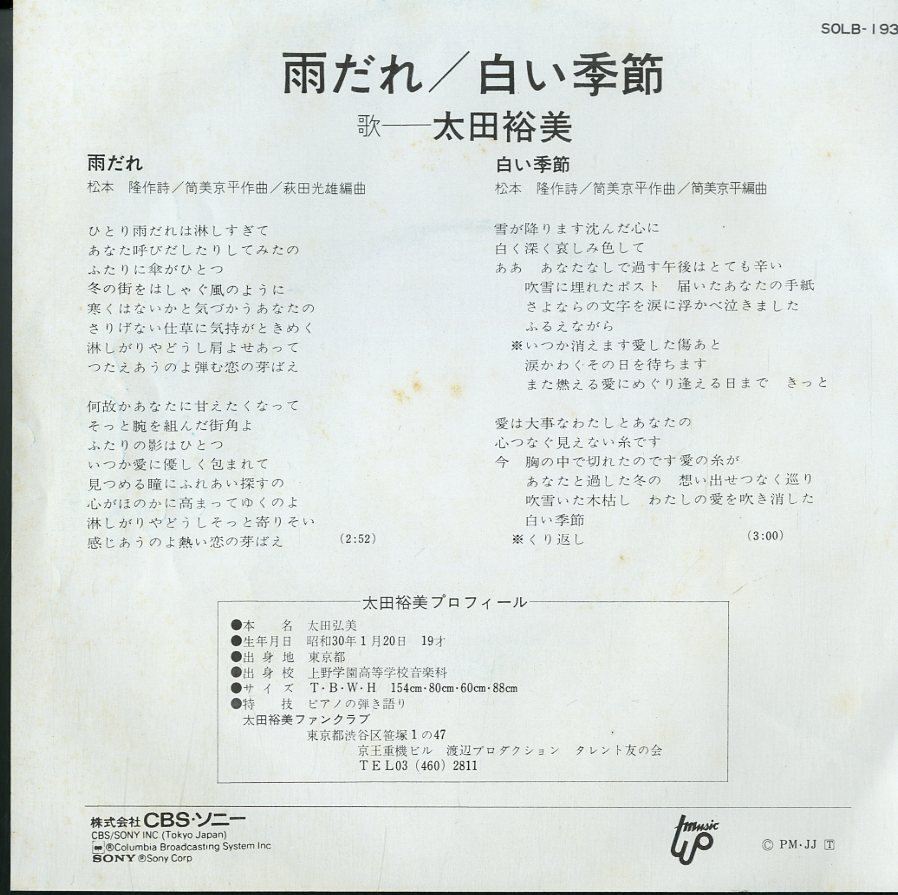 SOLB-193
雨だれ／白い季節
歌――太田裕美
雨だれ
松本　隆作詩／筒美京平作曲／萩田光雄編曲
ひとり雨だれは淋しすぎて
あなた呼びだしたりしてみたの
ふたりに傘がひとつ
冬の街をはしゃぐ風のように
寒くはないかと気づかうあなたの
さりげない仕草に気持がときめく
淋しがりやどうし肩よせあって
つたえあうのよ弾む恋の芽ばえ
何故かあなたに甘えたくなって
そっと腕を組んだ街角よ
ふたりの影はひとつ
いつか愛に優しく包まれて
見つめる瞳にふれあい探すの
心がほのかに高まってゆくのよ
淋しがりやどうしそっと寄りそい
感じあうのよ熱い恋の芽ばえ　（2:52）
白い季節
松本　隆作詩／筒美京平作曲／筒美京平編曲
雪が降ります沈んだ心に
白く深く哀しみ色して
ああ　あなたなしで過す午後はとても辛い
吹雪に埋れたポスト　届いたあなたの手紙
さよならの文字を涙に浮かべ泣きました
ふるえながら
※いつか消えます愛した傷あと
涙かわくその日を待ちます
また燃える愛にめぐり逢える日まで　きっと
愛は大事なわたしとあなたの
心つなぐ見えない糸です
今　胸の中で切れたのです愛の糸が
あなたと過した冬の　想い出せつなく巡り
吹雪いた木枯し　わたしの愛を吹き消した
白い季節
※くり返し　（3:00）
太田裕美プロフィール
●本　名　太田弘美
●生年月日　昭和30年1月20日　19才
●出身地　東京都
●出身校　上野学園高等学校音楽科
●サイズ　T・B・W・H　154cm・80cm・60cm・88cm
●特　技　ピアノの弾き語り
太田裕美ファンクラブ
東京都渋谷区笹塚1の47
京王重機ビル　渡辺プロダクション　タレント友の会
TEL03（460）2811
株式会社CBS・ソニー
CBS/SONY INC (Tokyo Japan)
®Columbia Broadcasting System Inc
SONY ®Sony Corp
music up
Ⓒ PM・JJ 🅃